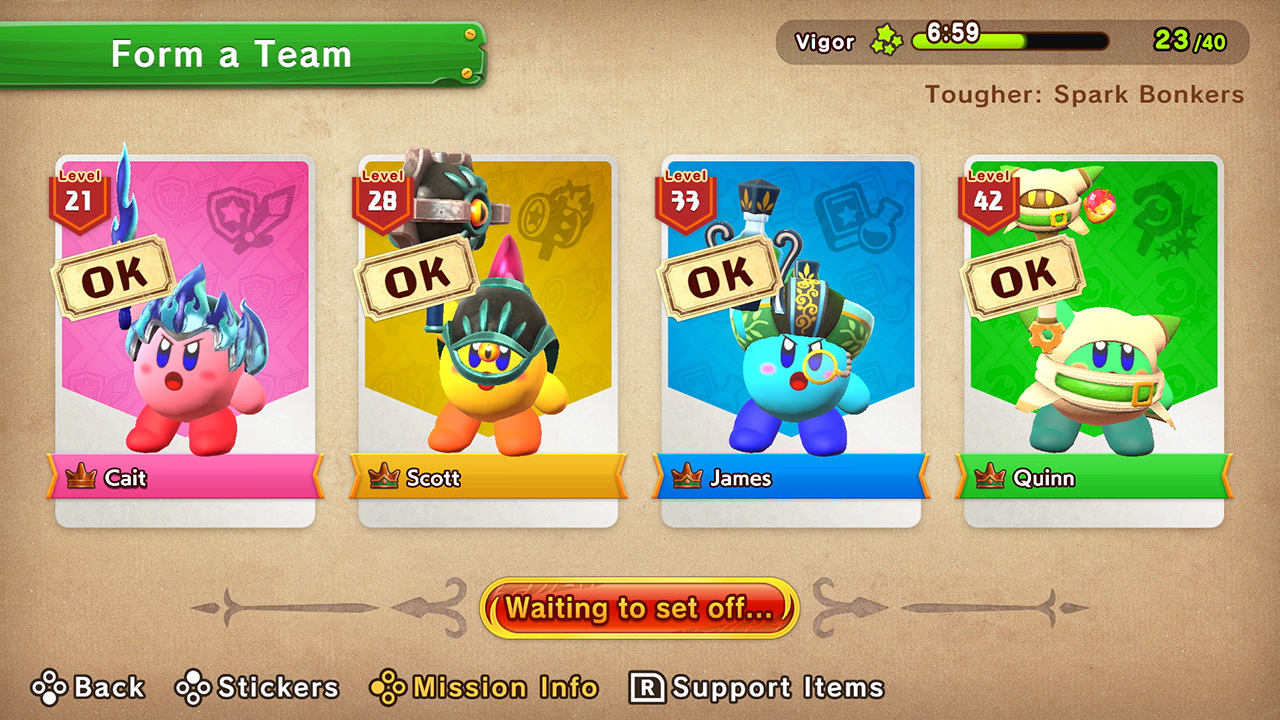 Form a Team
Vigor 6:59 23/40
Tougher: Spark Bonkers
Level 21
Level 28
Level 33
Level 42
OK
OK
OK
OK
Cait
Scott
James
Quinn
Waiting to set off...
Back Stickers Mission Info R Support Items